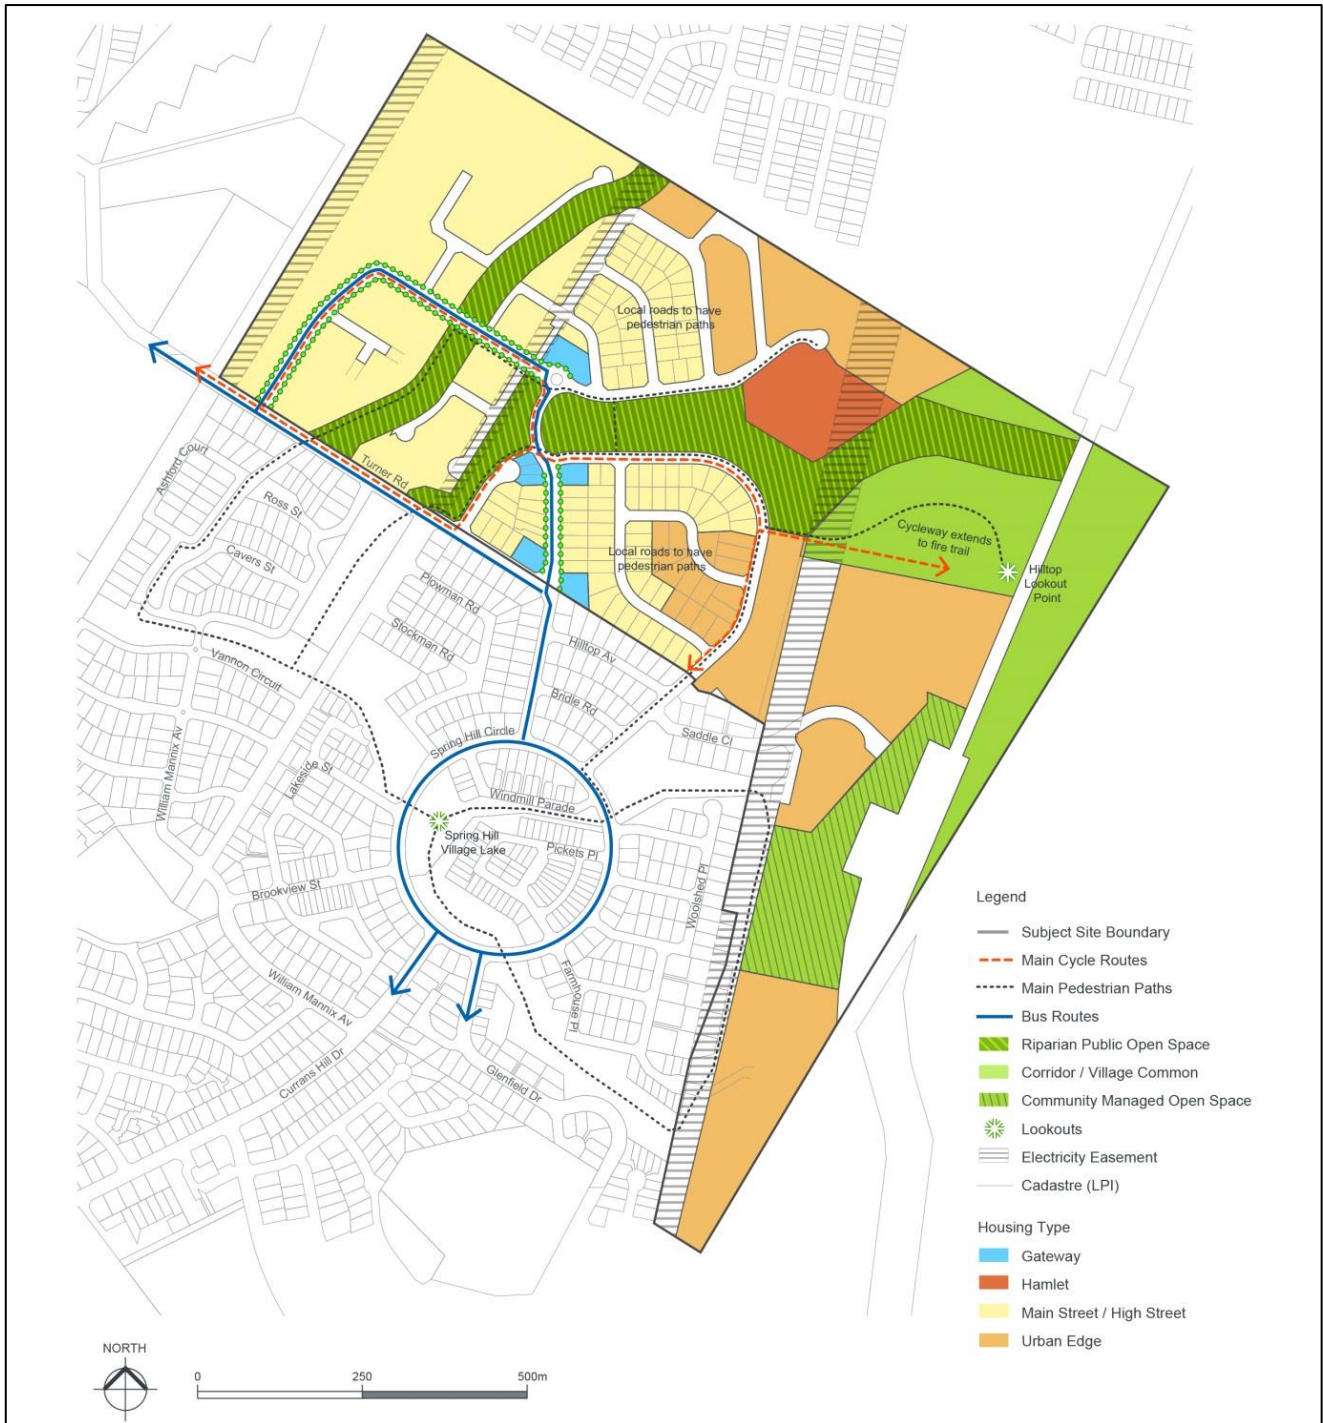 Local roads to have
pedestrian paths
Ashford Court
Turner Rd
Ross St
Cavers St
Cycleway extends
to fire trail
Local roads to have
pedestrian paths
Hilltop
Lookout
Point
Plowman Rd
Stockman Rd
Hilltop Av
Vannon Circuit
Bridle Rd
Saddle Cl
Spring Hill Circle
William Mannix Av
Lakeside St
Windmill Parade
Spring Hill
Village Lake
Pickets Pl
Brookview St
Woolshed Pl
William Mannix Av
Farmhouse Pl
Currans Hill Dr
Glenfield Dr
Legend
Subject Site Boundary
Main Cycle Routes
Main Pedestrian Paths
Bus Routes
Riparian Public Open Space
Corridor / Village Common
Community Managed Open Space
Lookouts
Electricity Easement
Cadastre (LPI)
Housing Type
Gateway
Hamlet
Main Street / High Street
Urban Edge
NORTH
0 250 500m